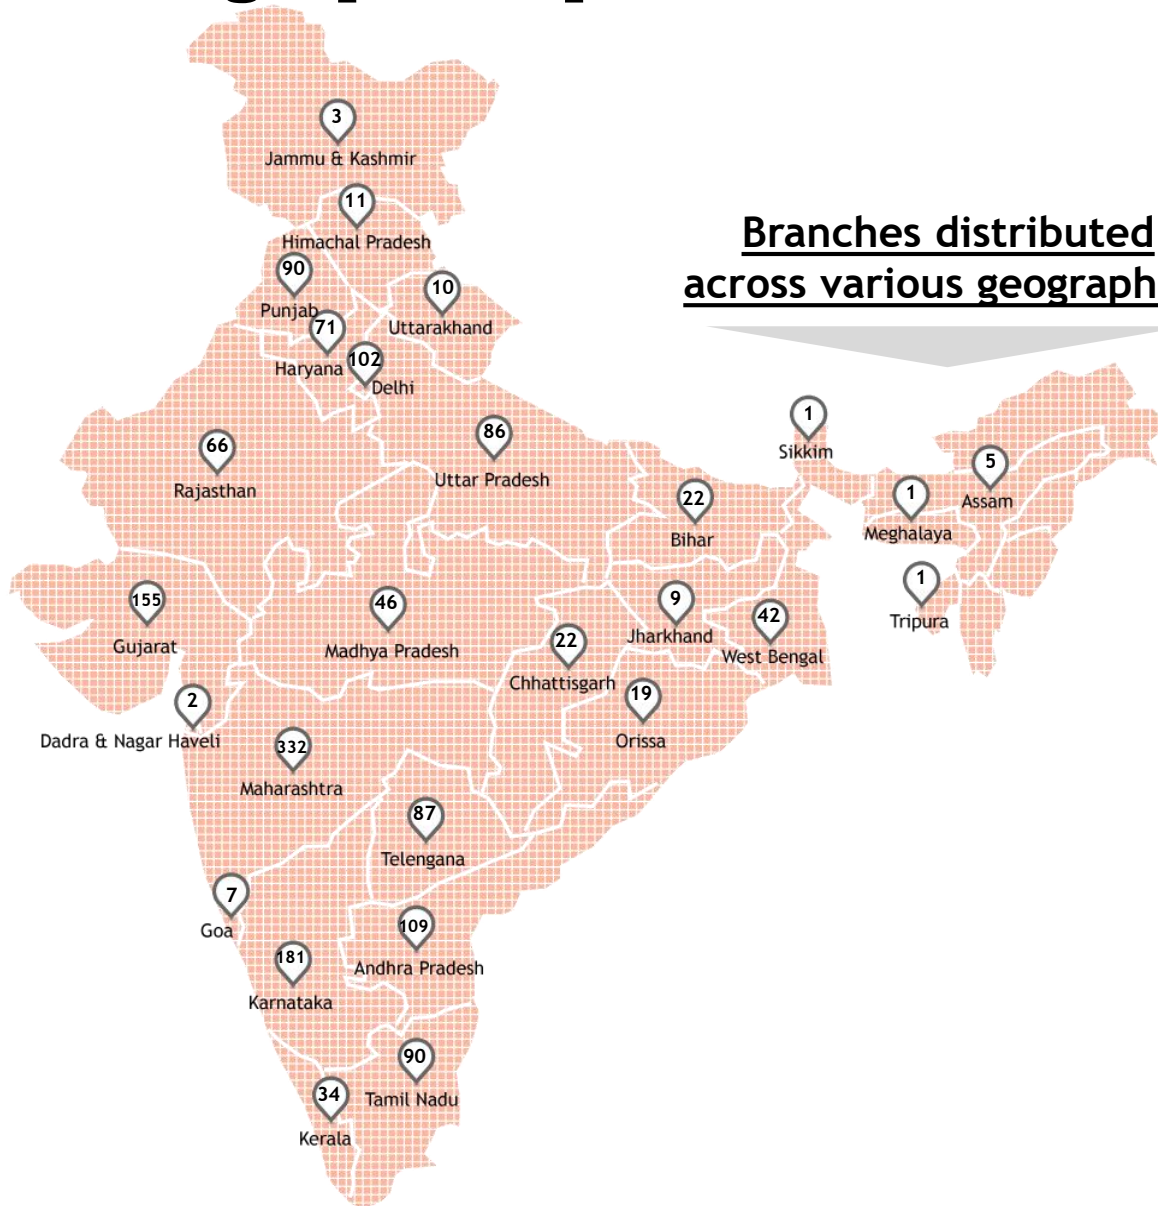 3
Jammu & Kashmir
11
Himachal Pradesh
Branches distributed
across various geograph
90
Punjab
10
Uttarakhand
71
Haryana
102
Delhi
1
Sikkim
86
Uttar Pradesh
66
Rajasthan
5
Assam
22
Bihar
1
Meghalaya
1
Tripura
155
Gujarat
46
Madhya Pradesh
9
Jharkhand
42
West Bengal
22
Chhattisgarh
19
Orissa
2
Dadra & Nagar Haveli
332
Maharashtra
87
Telengana
7
Goa
109
Andhra Pradesh
181
Karnataka
90
Tamil Nadu
34
Kerala